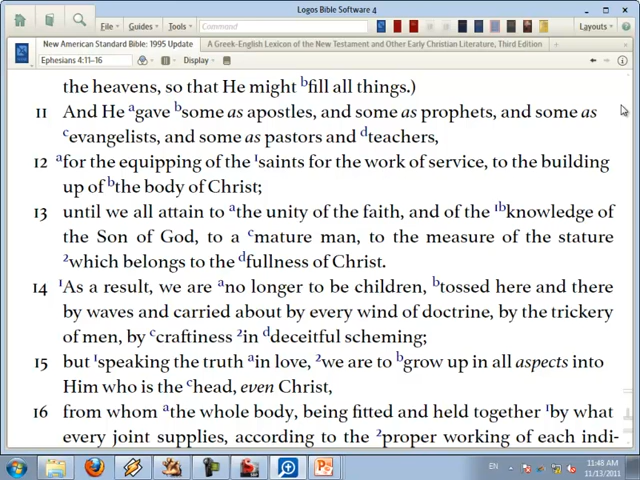 Logos Bible Software 4
File Guides Tools Command Layouts
New American Standard Bible: 1995 Update A Greek-English Lexicon of the New Testament and Other Early Christian Literature, Third Edition
Ephesians 4:11-16 Display
the heavens, so that He might bfill all things.)
11 And He agave bsome as apostles, and some as prophets, and some as
cevangelists, and some as pastors and dteachers,
12 afor the equipping of the 1saints for the work of service, to the building
up of bthe body of Christ;
13 until we all attain to athe unity of the faith, and of the 1bknowledge of
the Son of God, to a cmature man, to the measure of the stature
2which belongs to the dfullness of Christ.
14 1As a result, we are ano longer to be children, btossed here and there
by waves and carried about by every wind of doctrine, by the trickery
of men, by ccraftiness 2in ddeceitful scheming;
15 but 1speaking the truth ain love, 2we are to bgrow up in all aspects into
Him who is the chead, even Christ,
16 from whom athe whole body, being fitted and held together 1by what
every joint supplies, according to the 2proper working of each indi-
EN 11:48 AM
11/13/2011